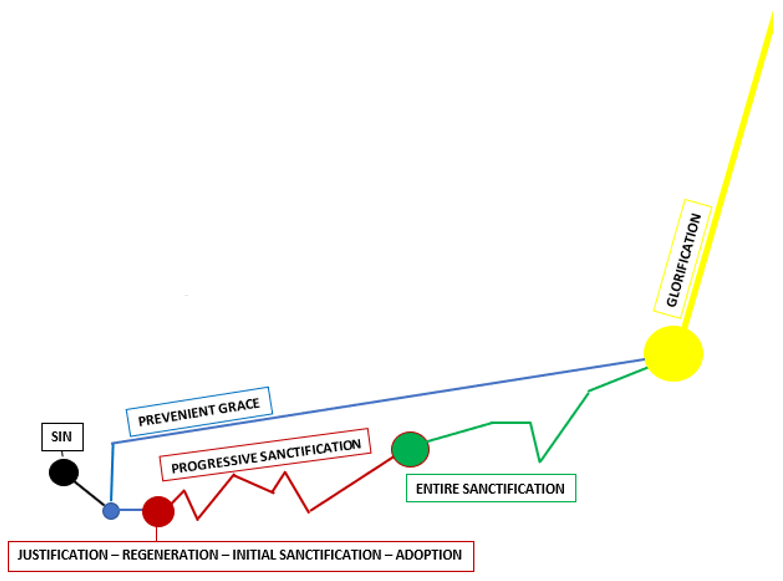 GLORIFICATION
PREVENIENT GRACE
SIN
PROGRESSIVE SANCTIFICATION
ENTIRE SANCTIFICATION
JUSTIFICATION – REGENERATION – INITIAL SANCTIFICATION – ADOPTION